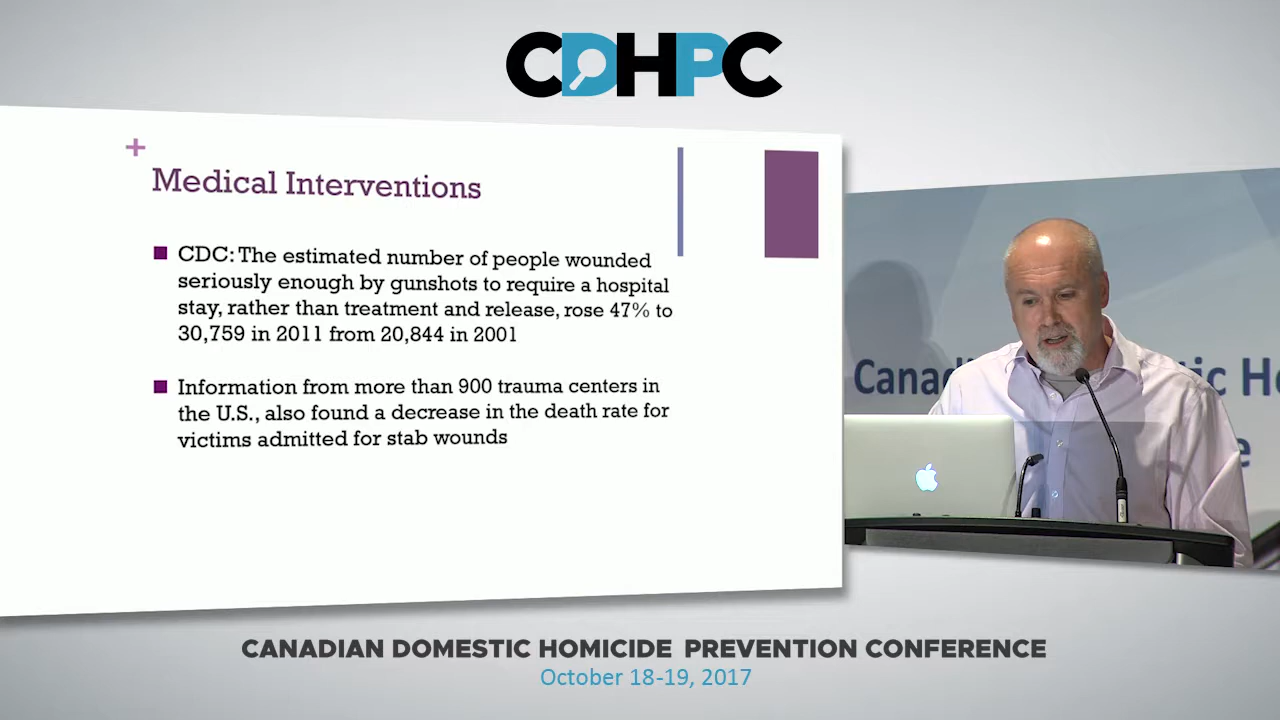 CDHPC
+
Medical Interventions
CDC: The estimated number of people wounded
seriously enough by gunshots to require a hospital
stay, rather than treatment and release, rose 47% to
30,759 in 2011 from 20,844 in 2001
Information from more than 900 trauma centers in
the U.S., also found a decrease in the death rate for
victims admitted for stab wounds
CANADIAN DOMESTIC HOMICIDE PREVENTION CONFERENCE
October 18-19, 2017